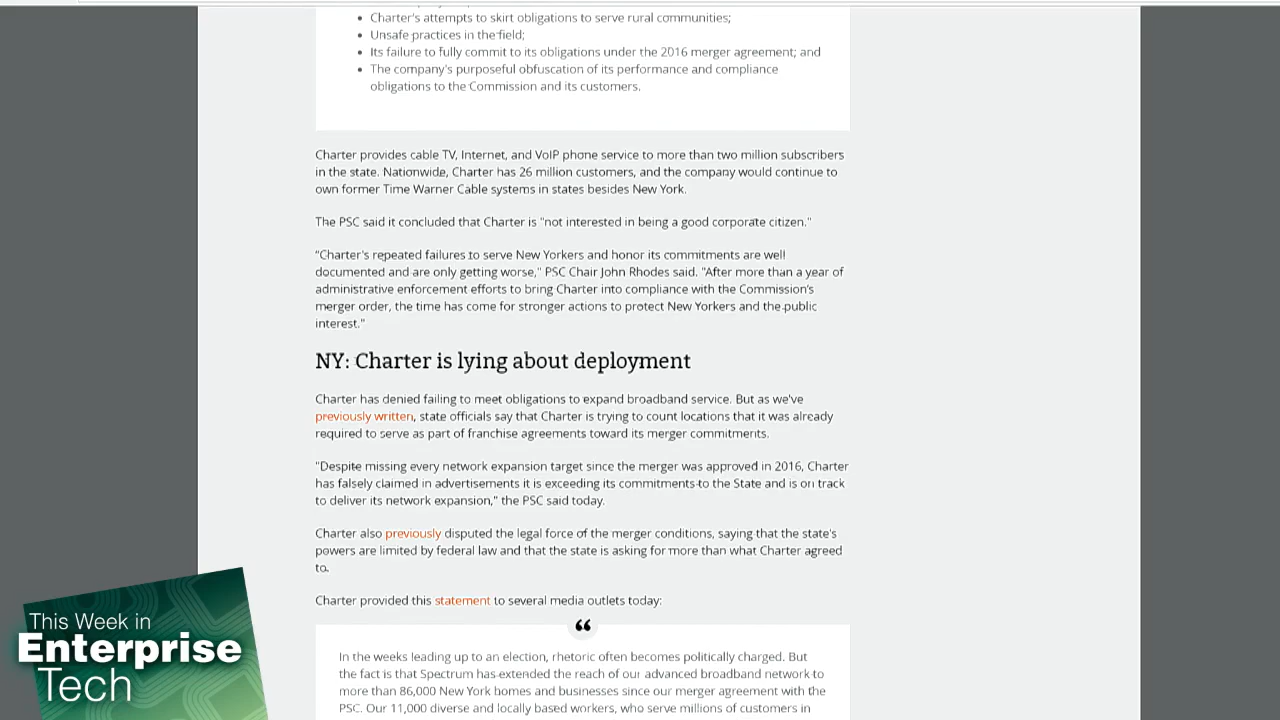 Charter's attempts to skirt obligations to serve rural communities;
Unsafe practices in the field;
Its failure to fully commit to its obligations under the 2016 merger agreement; and
The company's purposeful obfuscation of its performance and compliance
obligations to the Commission and its customers.
Charter provides cable TV, Internet, and VoIP phone service to more than two million subscribers
in the state. Nationwide, Charter has 26 million customers, and the company would continue to
own former Time Warner Cable systems in states besides New York.
The PSC said it concluded that Charter is "not interested in being a good corporate citizen."
"Charter's repeated failures to serve New Yorkers and honor its commitments are well
documented and are only getting worse," PSC Chair John Rhodes said. "After more than a year of
administrative enforcement efforts to bring Charter into compliance with the Commission's
merger order, the time has come for stronger actions to protect New Yorkers and the public
interest."
NY: Charter is lying about deployment
Charter has denied failing to meet obligations to expand broadband service. But as we've
previously written, state officials say that Charter is trying to count locations that it was already
required to serve as part of franchise agreements toward its merger commitments.
"Despite missing every network expansion target since the merger was approved in 2016, Charter
has falsely claimed in advertisements it is exceeding its commitments to the State and is on track
to deliver its network expansion," the PSC said today.
Charter also previously disputed the legal force of the merger conditions, saying that the state's
powers are limited by federal law and that the state is asking for more than what Charter agreed
to.
Charter provided this statement to several media outlets today:
In the weeks leading up to an election, rhetoric often becomes politically charged. But
the fact is that Spectrum has extended the reach of our advanced broadband network to
more than 86,000 New York homes and businesses since our merger agreement with the
PSC. Our 11,000 diverse and locally based workers, who serve millions of customers in
This Week in
Enterprise
Tech